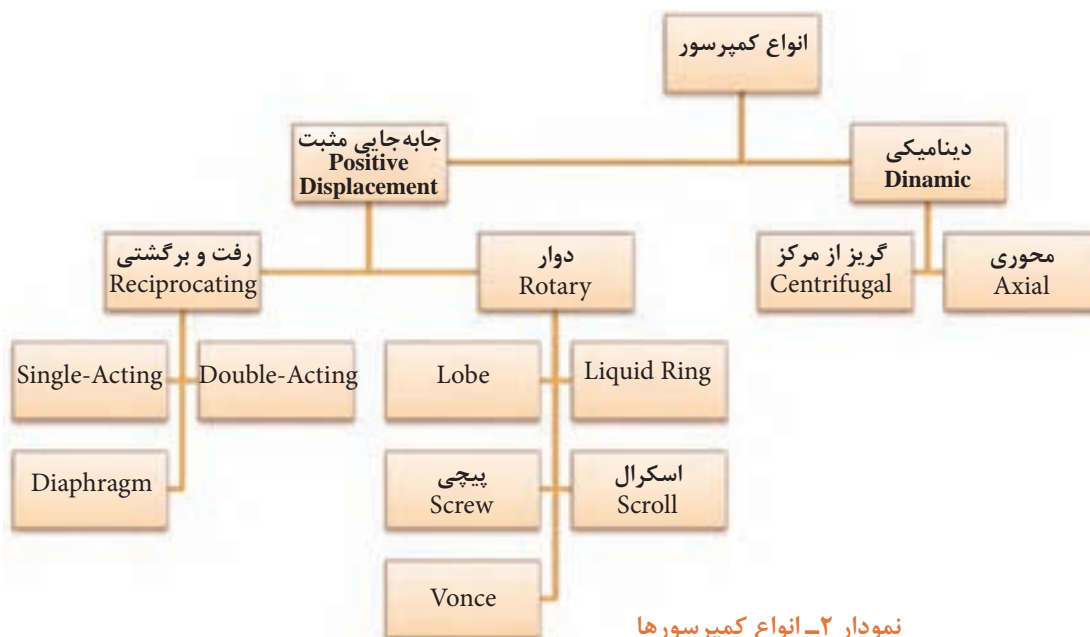 انواع کمپرسور
جابه‌جایی مثبت
Positive
Displacement
دینامیکی
Dinamic
رفت و برگشتی
Reciprocating
دوار
Rotary
گریز از مرکز
Centrifugal
محوری
Axial
Single-Acting
Double-Acting
Lobe
Liquid Ring
Diaphragm
پیچی
Screw
اسکرال
Scroll
Vonce
نمودار ۲ـ انواع کمپرسورها